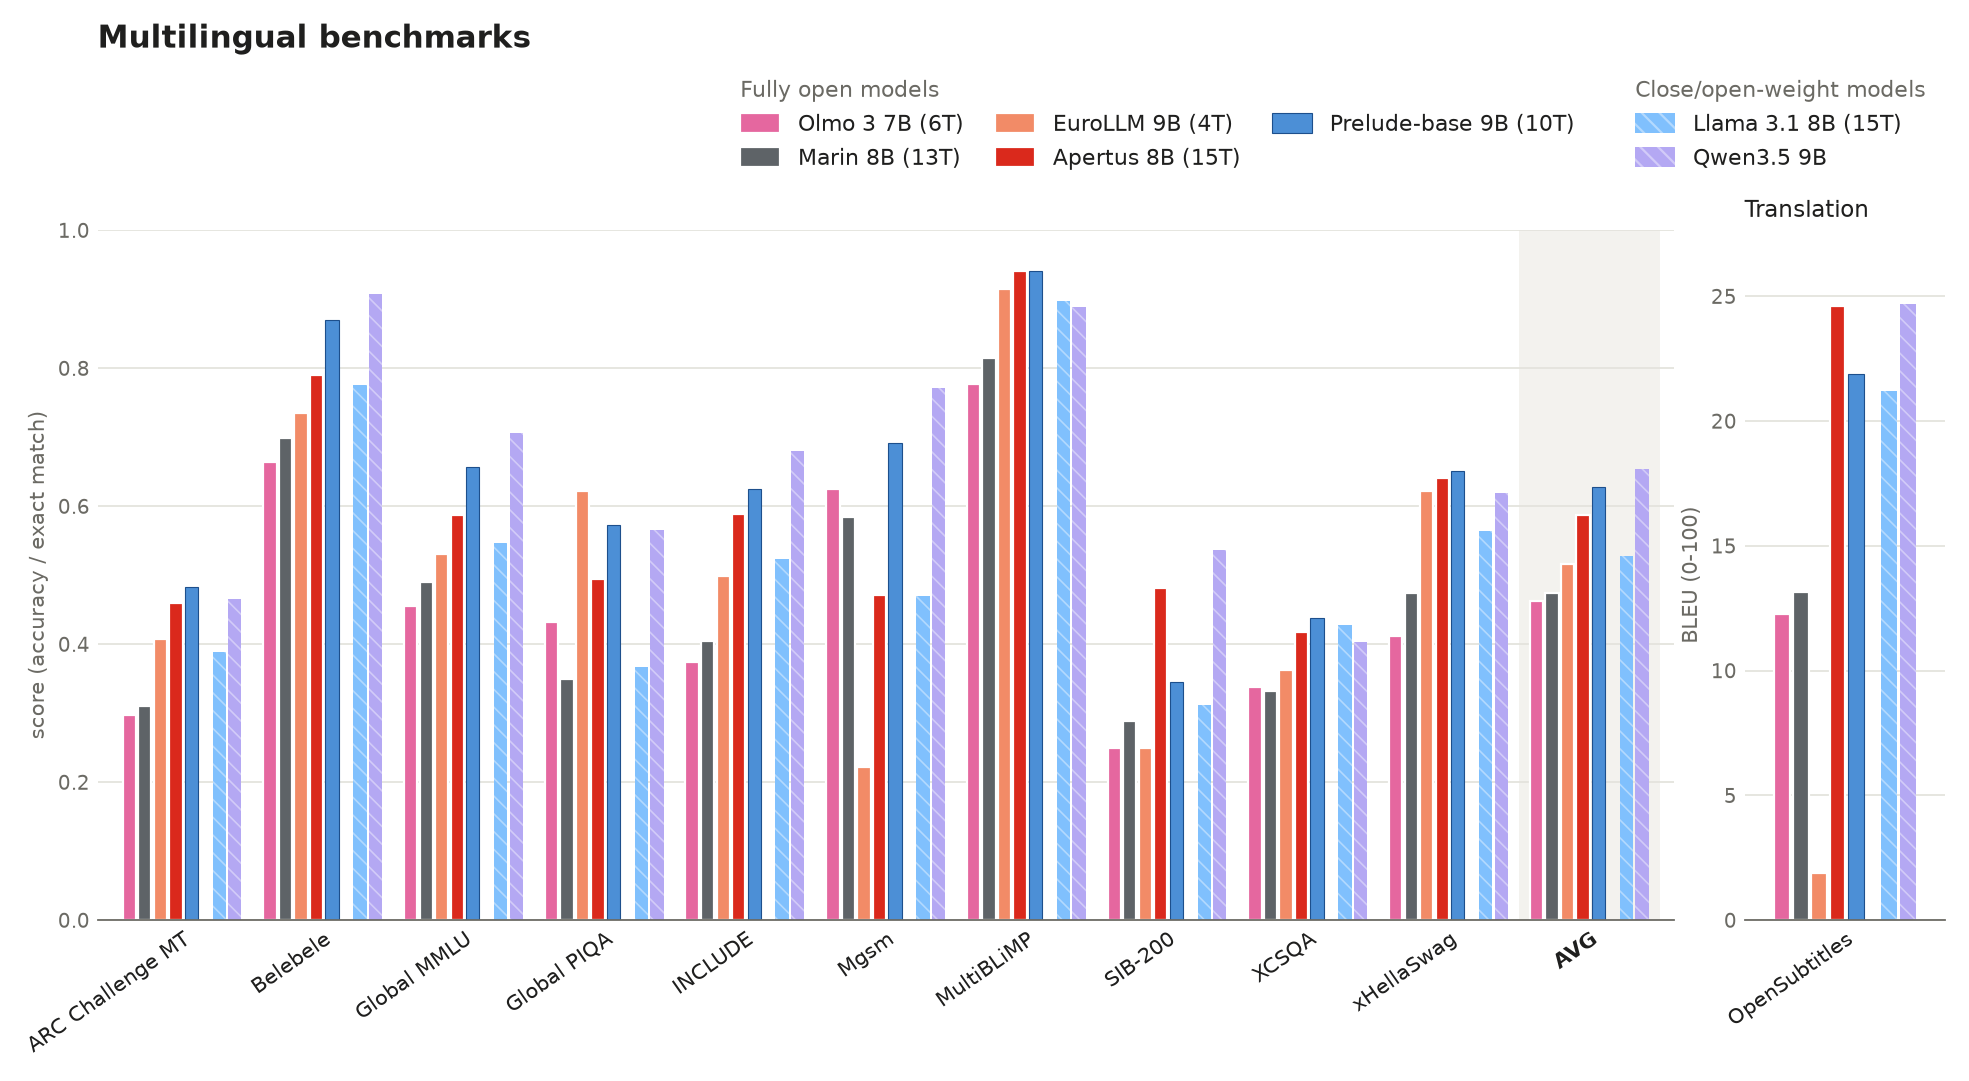 Multilingual benchmarks
Fully open models
Olmo 3 7B (6T)
Marin 8B (13T)
EuroLLM 9B (4T)
Apertus 8B (15T)
Prelude-base 9B (10T)
Close/open-weight models
Llama 3.1 8B (15T)
Qwen3.5 9B
score (accuracy / exact match)
1.0
0.8
0.6
0.4
0.2
0.0
ARC Challenge MT
Belebele
Global MMLU
Global PIQA
INCLUDE
Mgsm
MultiBLiMP
SIB-200
XCSQA
xHellaSwag
AVG
Translation
BLEU (0-100)
25
20
15
10
5
0
OpenSubtitles